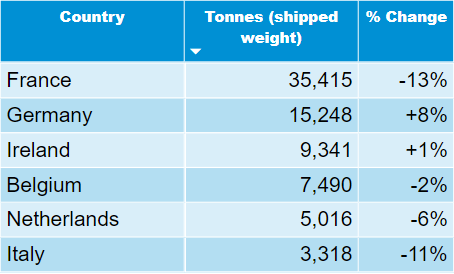 Country Tonnes (shipped weight) % Change
France 35,415 -13%
Germany 15,248 +8%
Ireland 9,341 +1%
Belgium 7,490 -2%
Netherlands 5,016 -6%
Italy 3,318 -11%